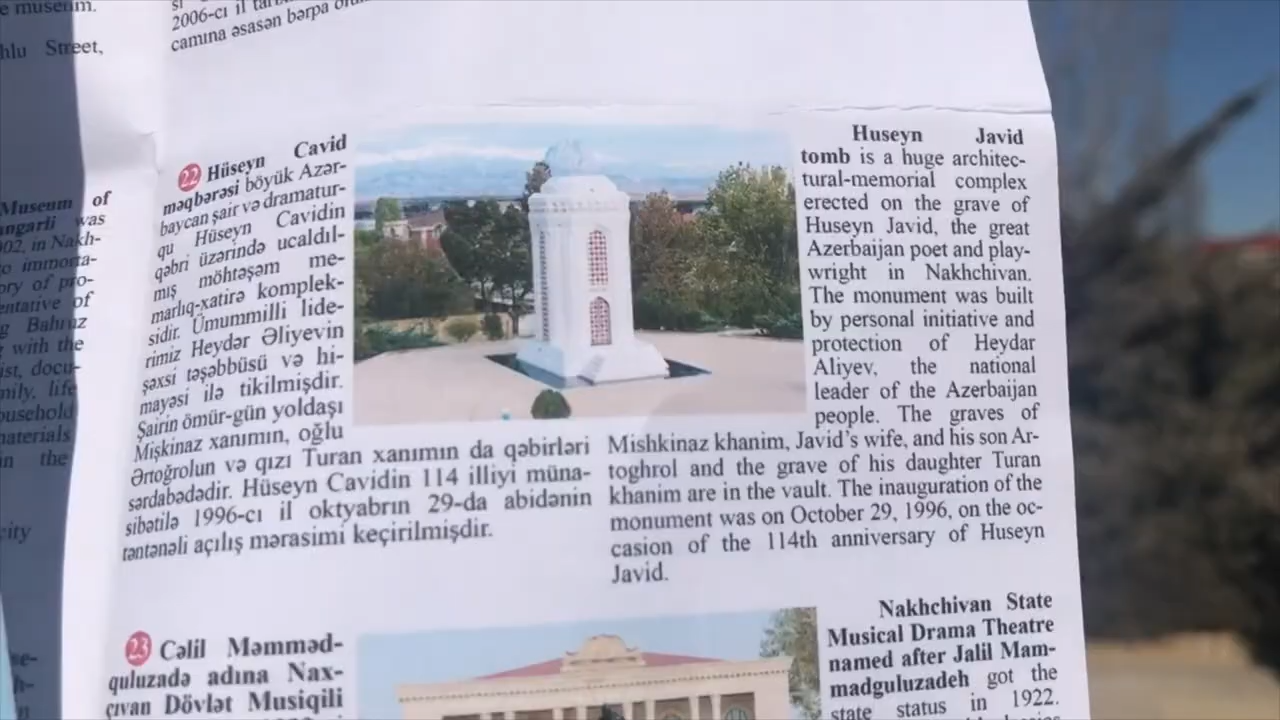 e museum.
hlu Street,
Museum of
angarli was
002, in Nakh-
o immorta-
ory of pro-
entative of
g Bahruz
with the
ist, docu-
mily, life
ousehold
materials
in the
city
2006-cı il
camına əsasən bərpa
22 Hüseyn Cavid
məqbərəsi böyük Azər-
baycan şair və dramatur-
qu Hüseyn Cavidin
qəbri üzərində ucaldıl-
mış möhtəşəm me-
marlıq-xatirə komplek-
sidir. Ümummilli lide-
rimiz Heydər Əliyevin
şəxsi təşəbbüsü və hi-
mayəsi ilə tikilmişdir.
Şairin ömür-gün yoldaşı
Mişkinaz xanımın, oğlu
Ərtoğrolun və qızı Turan xanımın da qəbirləri
sərdabədədir. Hüseyn Cavidin 114 illiyi müna-
sibətilə 1996-cı il oktyabrın 29-da abidənin
təntənəli açılış mərasimi keçirilmişdir.
Huseyn Javid
tomb is a huge architec-
tural-memorial complex
erected on the grave of
Huseyn Javid, the great
Azerbaijan poet and play-
wright in Nakhchivan.
The monument was built
by personal initiative and
protection of Heydar
Aliyev, the national
leader of the Azerbaijan
people. The graves of
Mishkinaz khanim, Javid's wife, and his son Ar-
toghrol and the grave of his daughter Turan
khanim are in the vault. The inauguration of the
monument was on October 29, 1996, on the oc-
casion of the 114th anniversary of Huseyn
Javid.
23 Cəlil Məmməd-
quluzadə adına Nax-
çıvan Dövlət Musiqili
Nakhchivan State
Musical Drama Theatre
named after Jalil Mam-
madguluzadeh got the
state status in 1922.